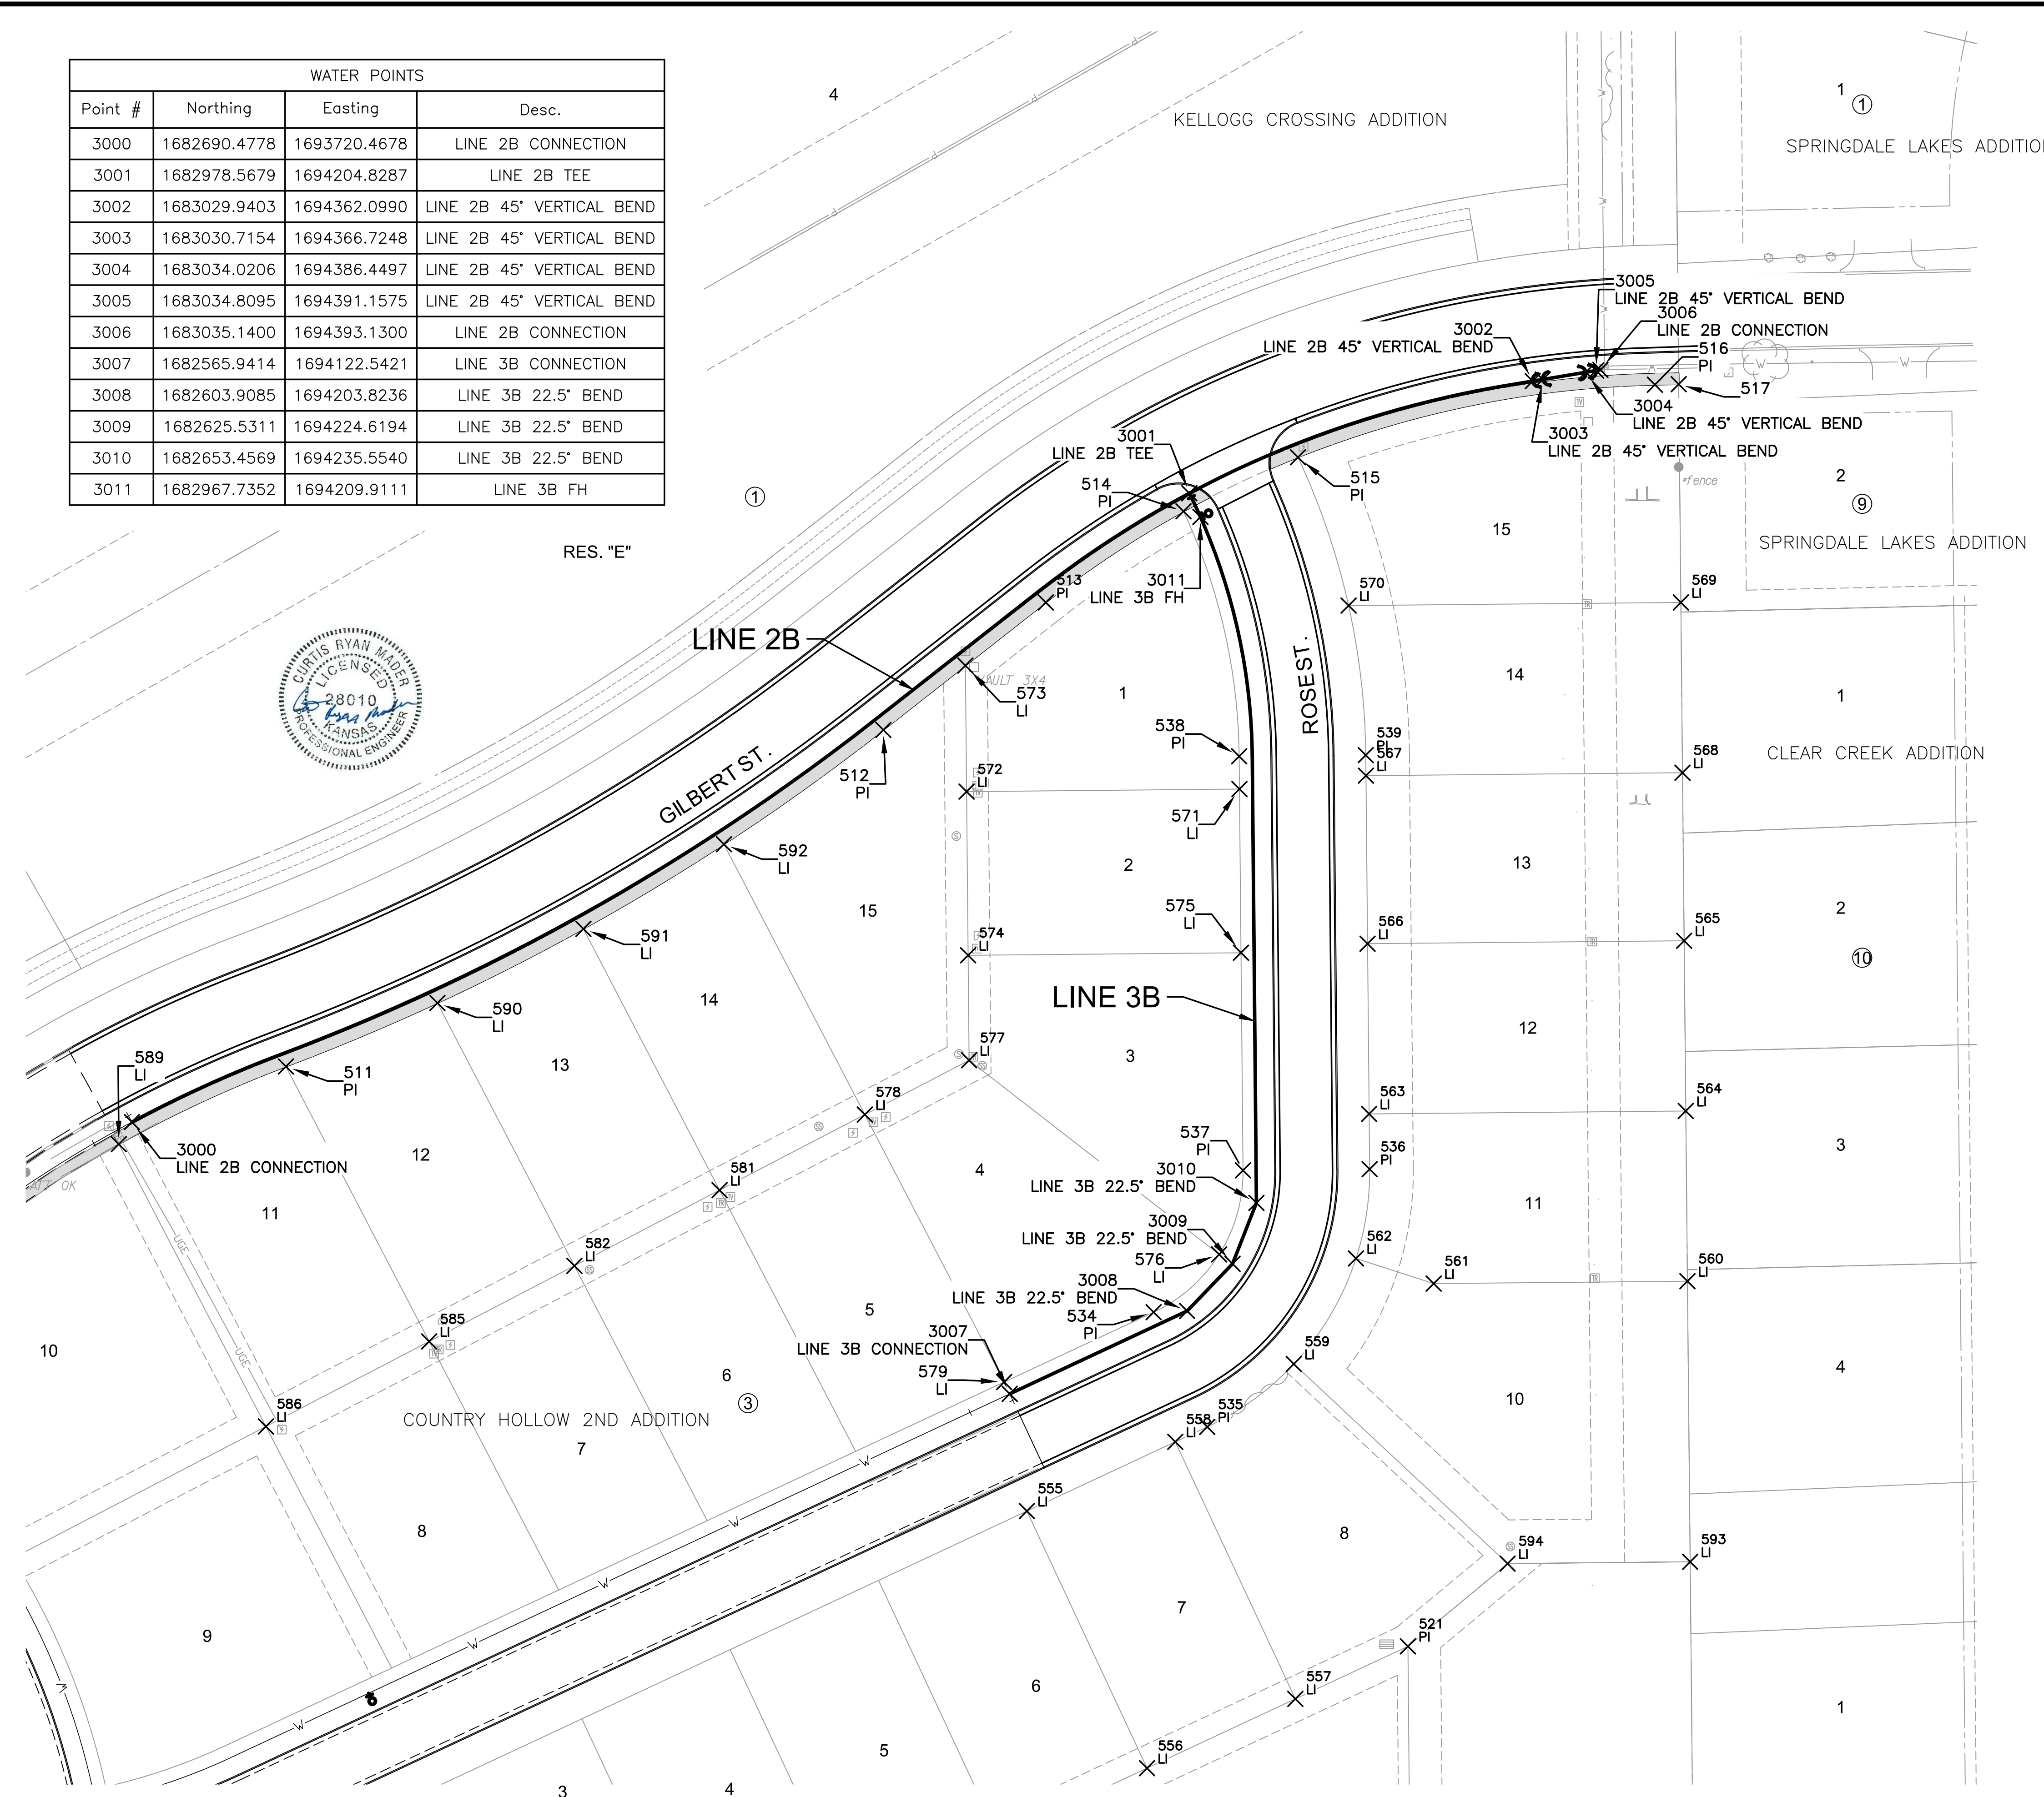 WATER POINTS
Point # Northing Easting Desc.
3000 1682690.4778 1693720.4678 LINE 2B CONNECTION
3001 1682978.5679 1694204.8287 LINE 2B TEE
3002 1683029.9403 1694362.0990 LINE 2B 45° VERTICAL BEND
3003 1683030.7154 1694366.7248 LINE 2B 45° VERTICAL BEND
3004 1683034.0206 1694386.4497 LINE 2B 45° VERTICAL BEND
3005 1683034.8095 1694391.1575 LINE 2B 45° VERTICAL BEND
3006 1683035.1400 1694393.1300 LINE 2B CONNECTION
3007 1682565.9414 1694122.5421 LINE 3B CONNECTION
3008 1682603.9085 1694203.8236 LINE 3B 22.5° BEND
3009 1682625.5311 1694224.6194 LINE 3B 22.5° BEND
3010 1682653.4569 1694235.5540 LINE 3B 22.5° BEND
3011 1682967.7352 1694209.9111 LINE 3B FH
4
KELLOGG CROSSING ADDITION
1
1
SPRINGDALE LAKES ADDITIO
3005
LINE 2B 45° VERTICAL BEND
3006
LINE 2B CONNECTION
3002
LINE 2B 45° VERTICAL BEND
516
PI
517
3004
LINE 2B 45° VERTICAL BEND
3003
LINE 2B 45° VERTICAL BEND
3001
LINE 2B TEE
514
PI
515
PI
*fence
2
9
SPRINGDALE LAKES ADDITION
1
RES. "E"
15
513
PI
3011
LINE 3B FH
570
LI
569
LI
LINE 2B
CURTIS RYAN MADER
LICENSED
28010
KANSAS
PROFESSIONAL ENGINEER
VAULT 3X4
573
LI
1
ROSE ST.
14
1
538
PI
539
PI
567
LI
568
LI
CLEAR CREEK ADDITION
512
PI
572
LI
571
LI
GILBERT ST.
592
LI
2
13
15
575
LI
574
LI
566
LI
565
LI
2
10
591
LI
14
LINE 3B
590
LI
12
577
LI
3
589
LI
511
PI
13
578
LI
563
LI
564
LI
3000
LINE 2B CONNECTION
12
537
PI
536
PI
3
ATT OK
581
LI
4
3010
LINE 3B 22.5° BEND
11
11
UGE
3009
LINE 3B 22.5° BEND
582
LI
576
LI
562
LI
561
LI
560
LI
3008
LINE 3B 22.5° BEND
534
PI
5
585
LI
3007
LINE 3B CONNECTION
10
UGE
6
579
LI
559
LI
4
3
586
LI
COUNTRY HOLLOW 2ND ADDITION
535
PI
558
LI
10
7
555
LI
8
8
594
LI
593
LI
9
7
521
PI
6
557
LI
1
5
556
LI
3
4